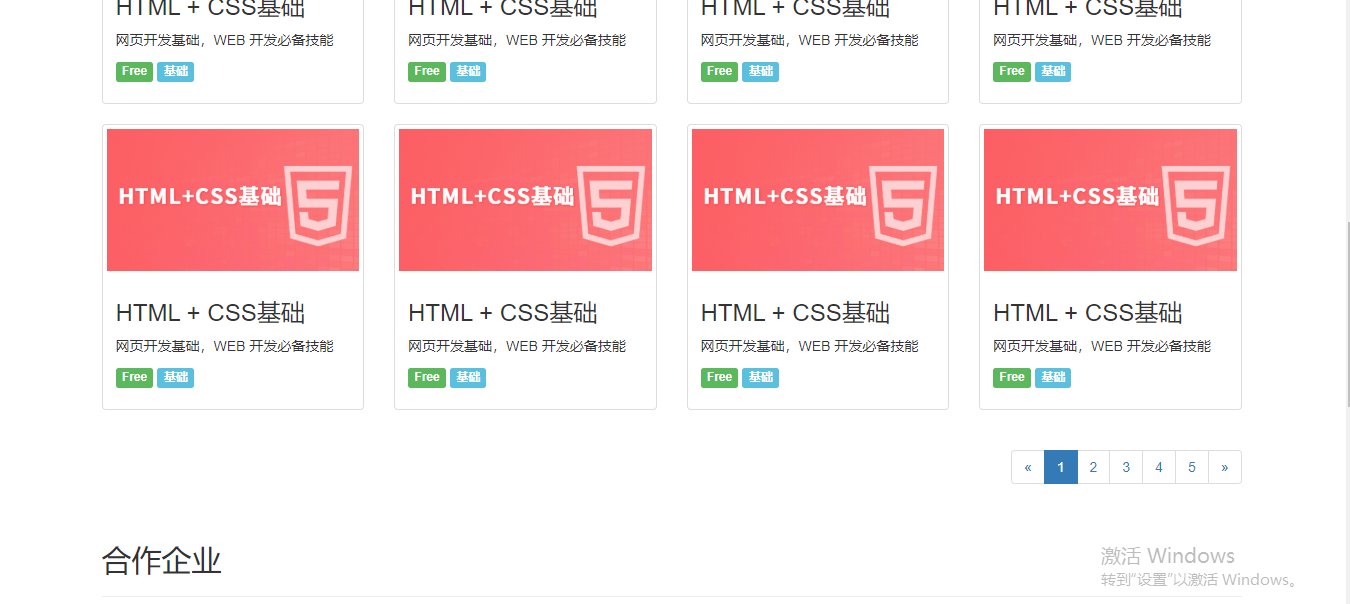 HTML + CSS基础 HTML + CSS基础 HTML + CSS基础 HTML + CSS基础
网页开发基础，WEB 开发必备技能 网页开发基础，WEB 开发必备技能 网页开发基础，WEB 开发必备技能 网页开发基础，WEB 开发必备技能
Free 基础 Free 基础 Free 基础 Free 基础
HTML+CSS基础 HTML+CSS基础 HTML+CSS基础 HTML+CSS基础
HTML + CSS基础 HTML + CSS基础 HTML + CSS基础 HTML + CSS基础
网页开发基础，WEB 开发必备技能 网页开发基础，WEB 开发必备技能 网页开发基础，WEB 开发必备技能 网页开发基础，WEB 开发必备技能
Free 基础 Free 基础 Free 基础 Free 基础
« 1 2 3 4 5 »
合作企业
激活 Windows
转到"设置"以激活 Windows。